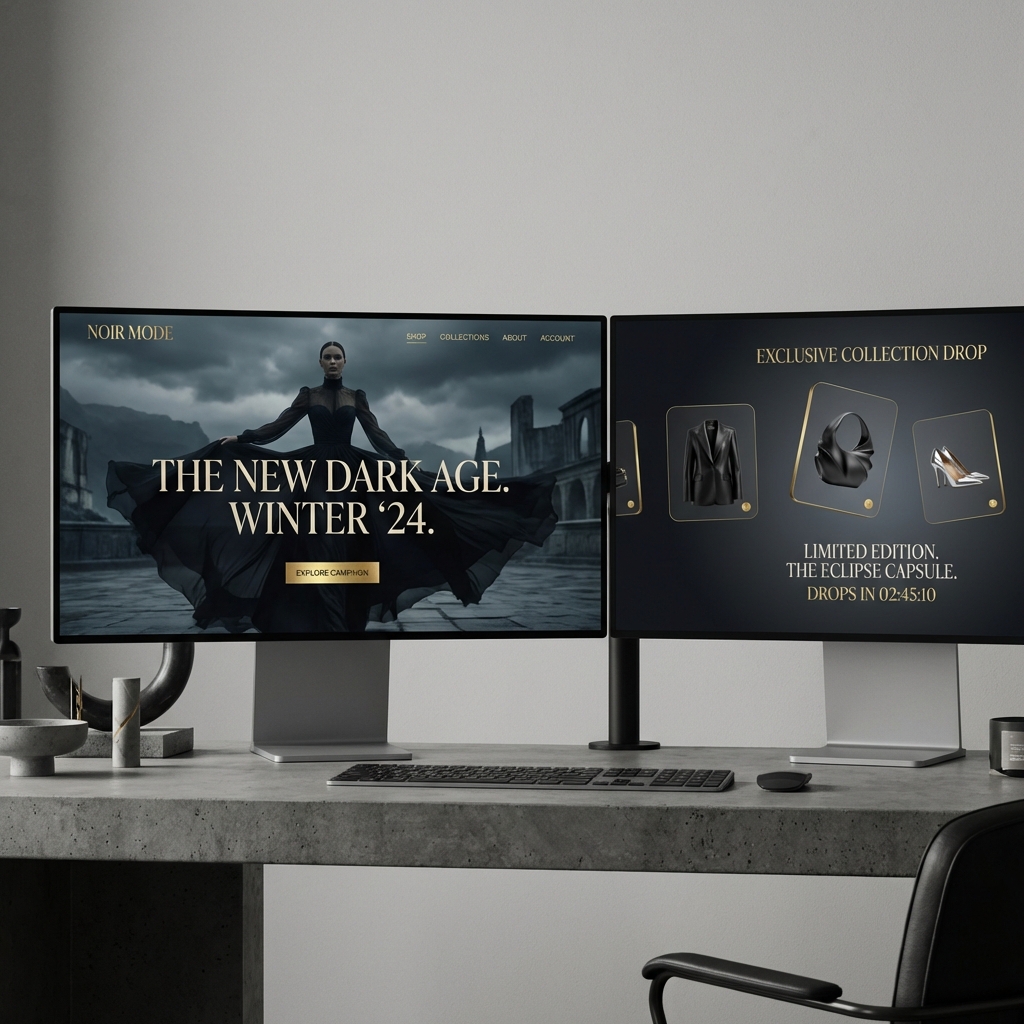 NOIR MODE
SHOP COLLECTIONS ABOUT ACCOUNT
THE NEW DARK AGE.
WINTER ‘24.
EXPLORE
EXCLUSIVE COLLECTION DROP
LIMITED EDITION.
THE ECLIPSE CAPSULE.
DROPS IN 02:45:10